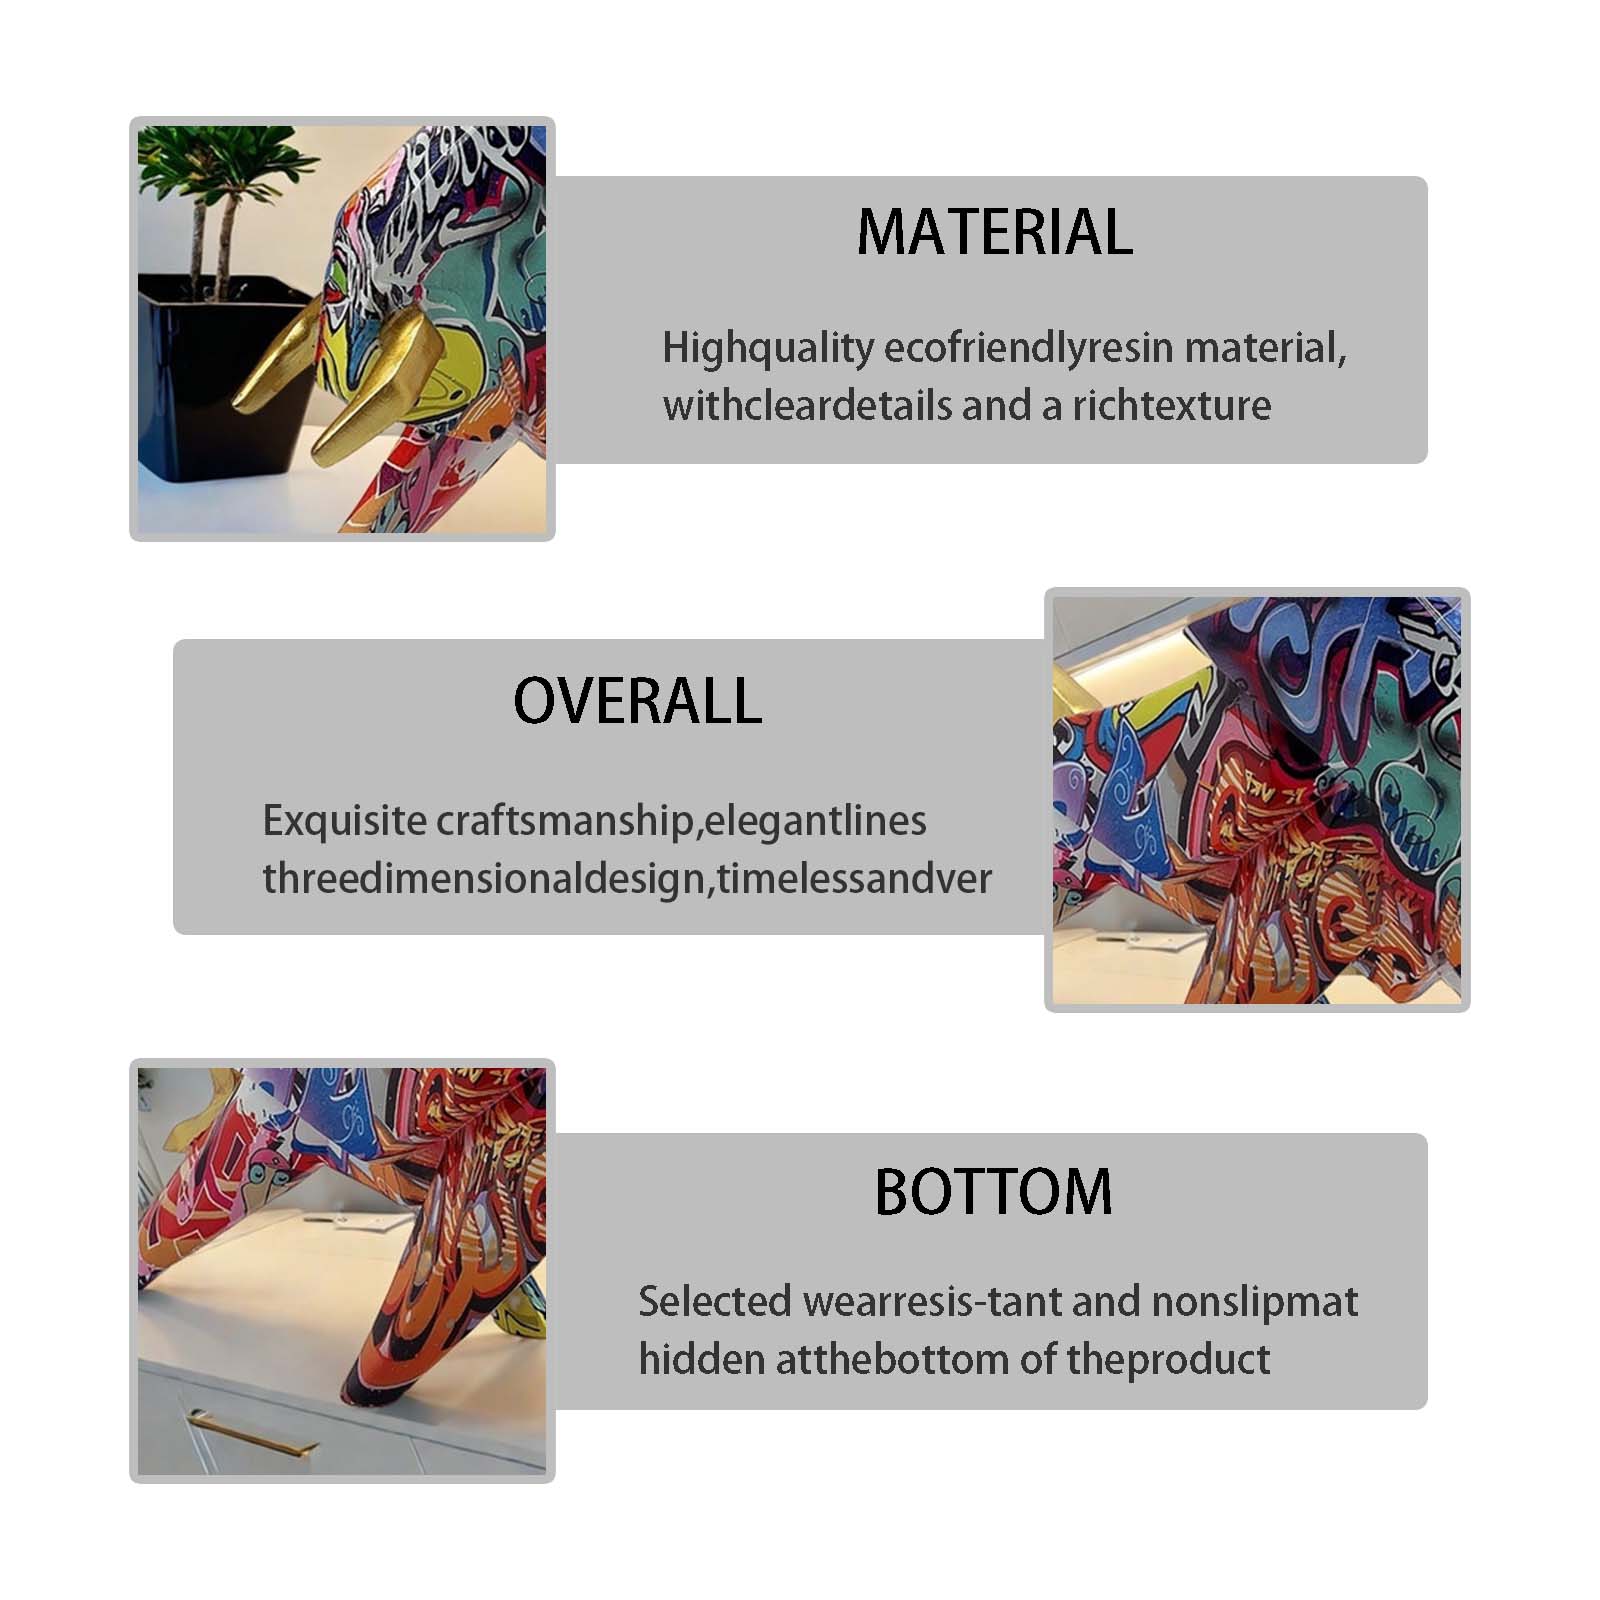 MATERIAL
Highquality ecofriendlyresin material,
withcleardetails and a richtexture
OVERALL
Exquisite craftsmanship,elegantlines
threedimensionaldesign,timelessandver
BOTTOM
Selected wearresis-tant and nonslipmat
hidden atthebottom of theproduct